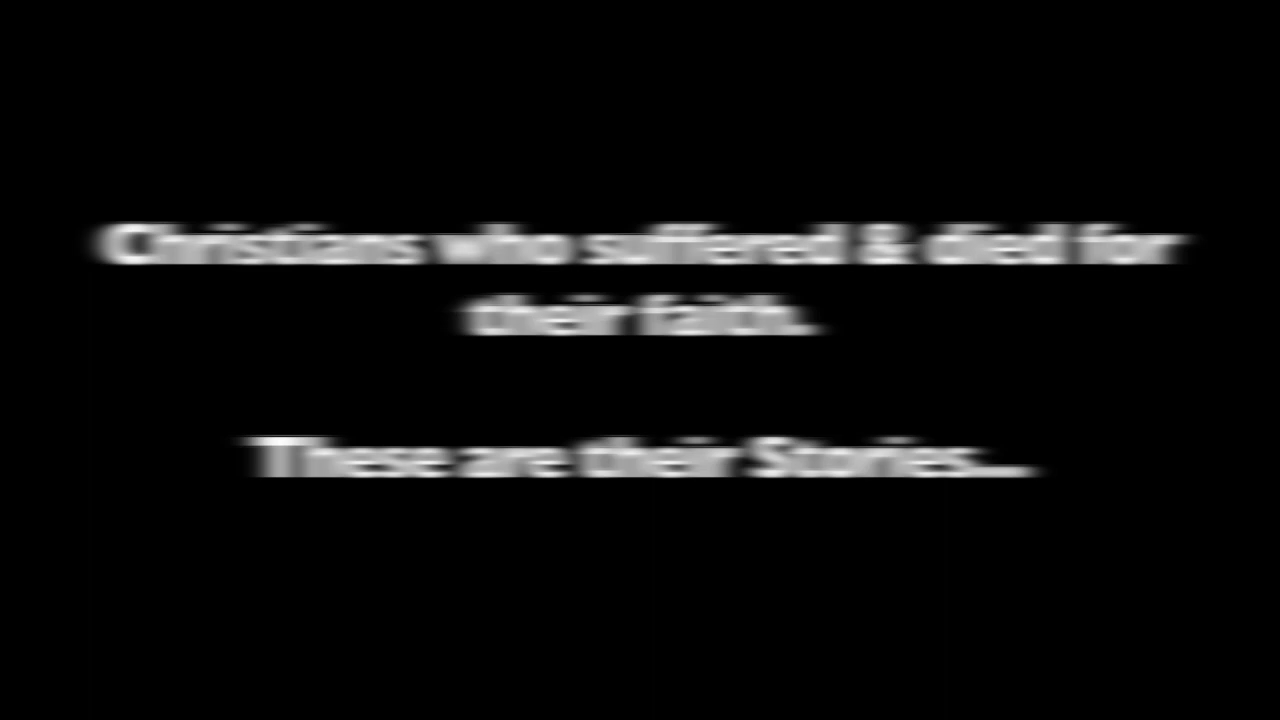 Christians who suffered & died for
their faith.
These are their Stories...